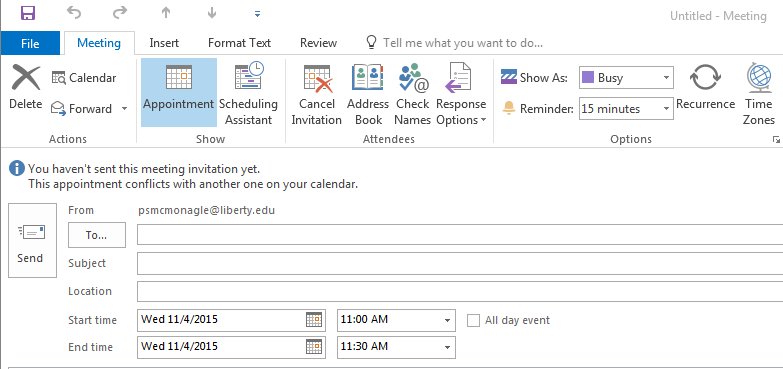 Untitled - Meeting
File Meeting Insert Format Text Review Tell me what you want to do...
Delete
Calendar
Forward
Actions
Appointment
Scheduling
Assistant
Show
Cancel
Invitation
Address
Book
Check
Names
Response
Options
Attendees
Show As: Busy
Reminder: 15 minutes
Recurrence
Time
Zones
Options
You haven't sent this meeting invitation yet.
This appointment conflicts with another one on your calendar.
Send
From psmcmonagle@liberty.edu
To...
Subject
Location
Start time Wed 11/4/2015 11:00 AM All day event
End time Wed 11/4/2015 11:30 AM